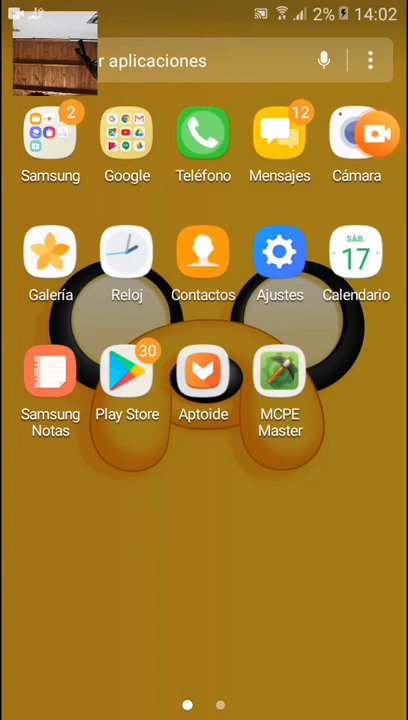 2% 14:02
r aplicaciones
2
12
Samsung
Google
Teléfono
Mensajes
Cámara
SÁB.
17
Galería
Reloj
Contactos
Ajustes
Calendario
30
Samsung
Notas
Play Store
Aptoide
MCPE
Master